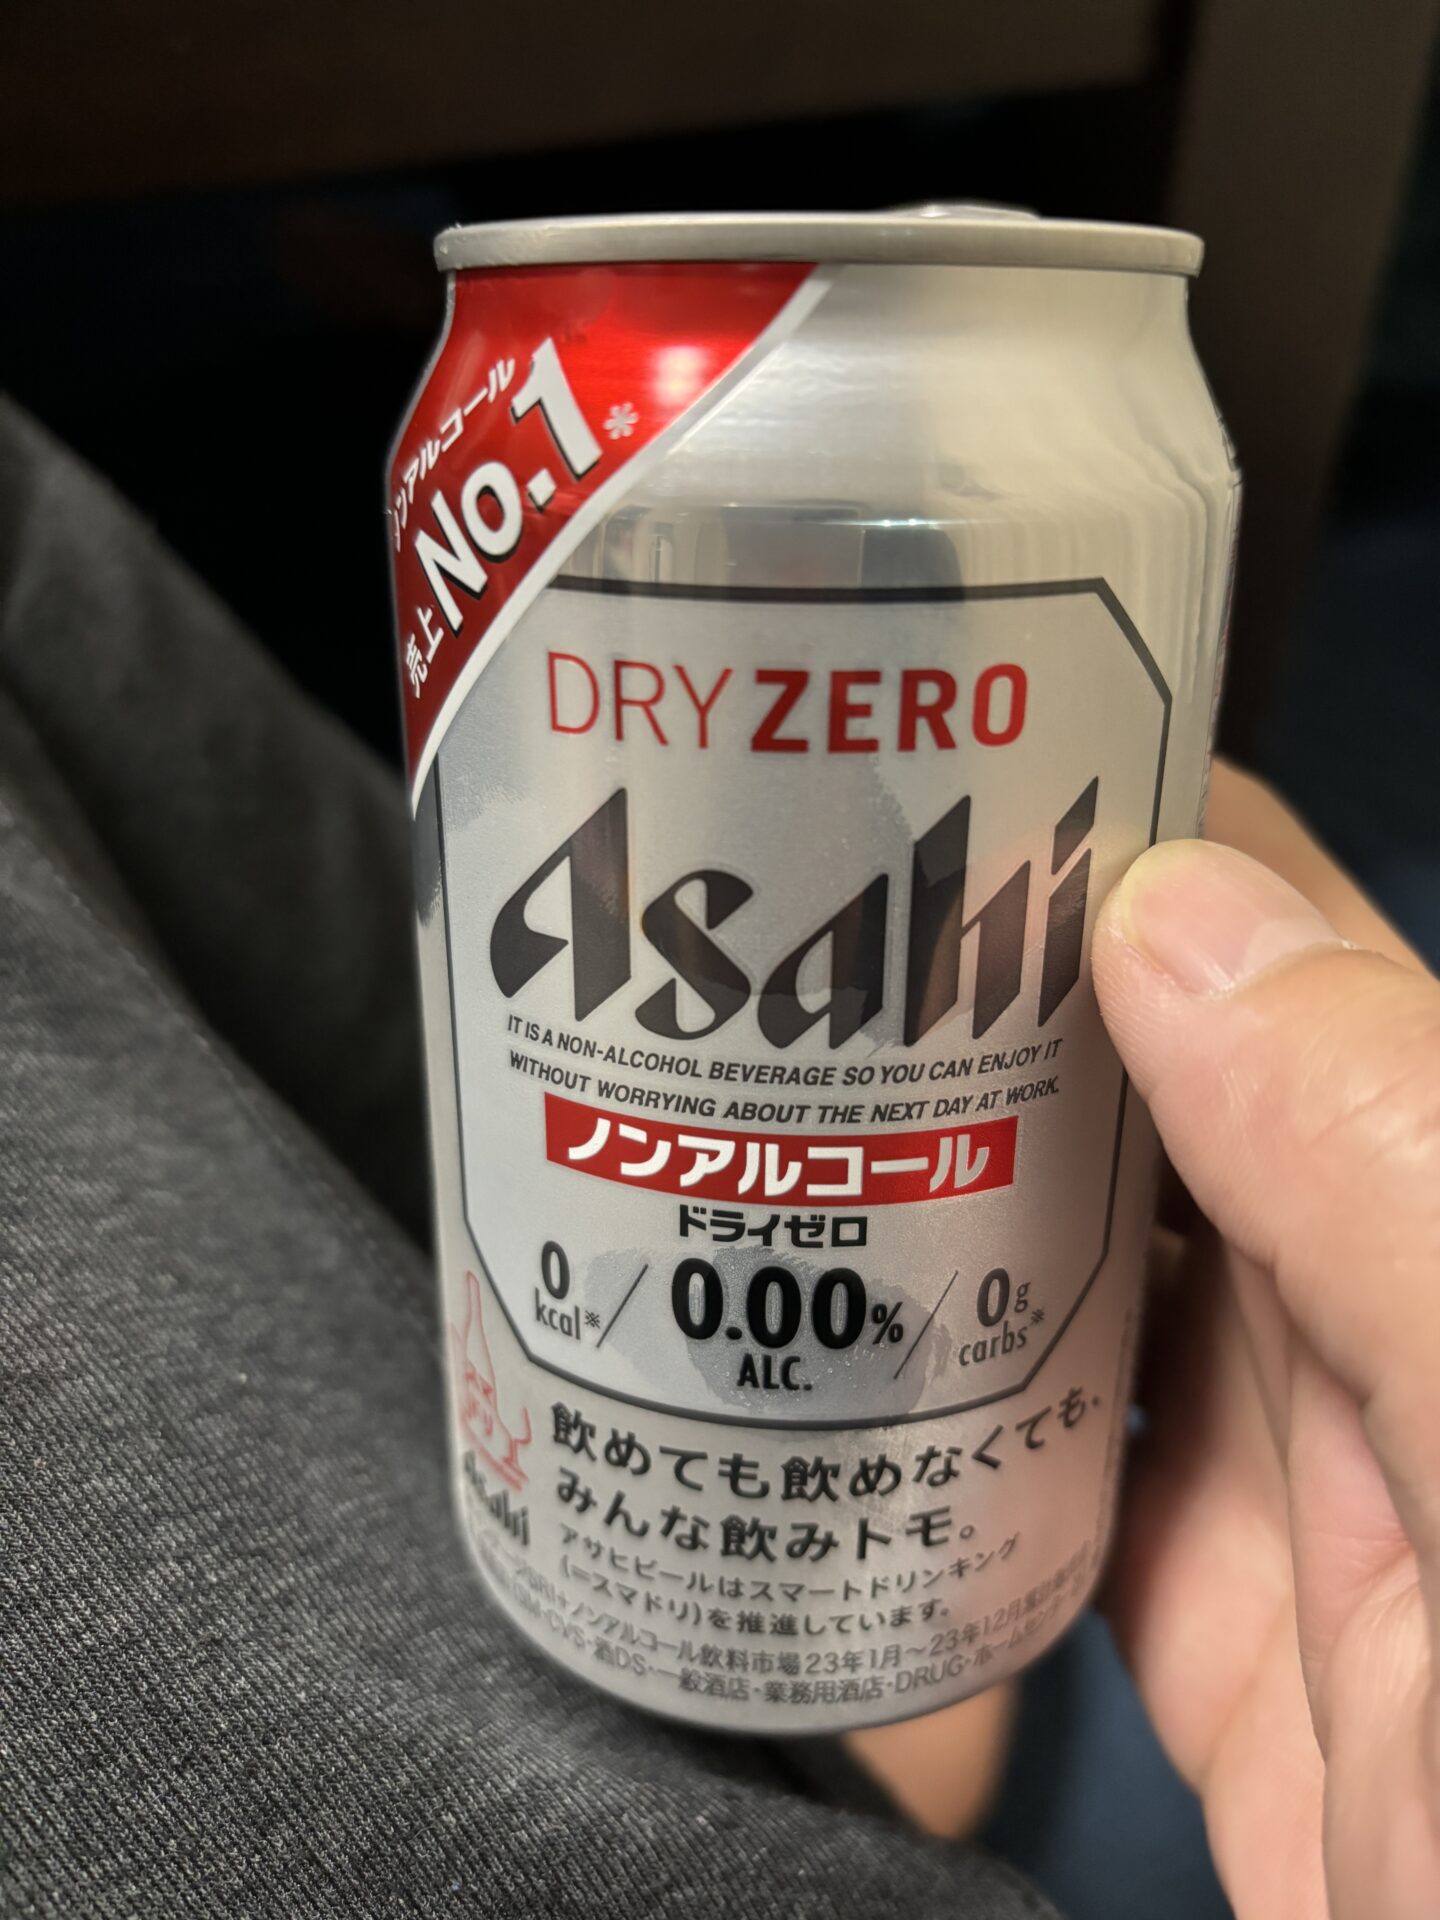 ノンアルコール
売上No.1※
DRY ZERO
Asahi
IT IS A NON-ALCOHOL BEVERAGE SO YOU CAN ENJOY IT
WITHOUT WORRYING ABOUT THE NEXT DAY AT WORK.
ノンアルコール
ドライゼロ
0 kcal※ / 0.00% ALC. / 0g carbs※
飲めても飲めなくても、
みんな飲みトモ。
Asahi
アサヒビールはスマートドリンキング
(=スマドリ)を推進しています。
ノンアルコール飲料市場 23年1月～23年12月
CVS・酒DS・一般酒店・業務用酒店・DRUG・ホームセンター